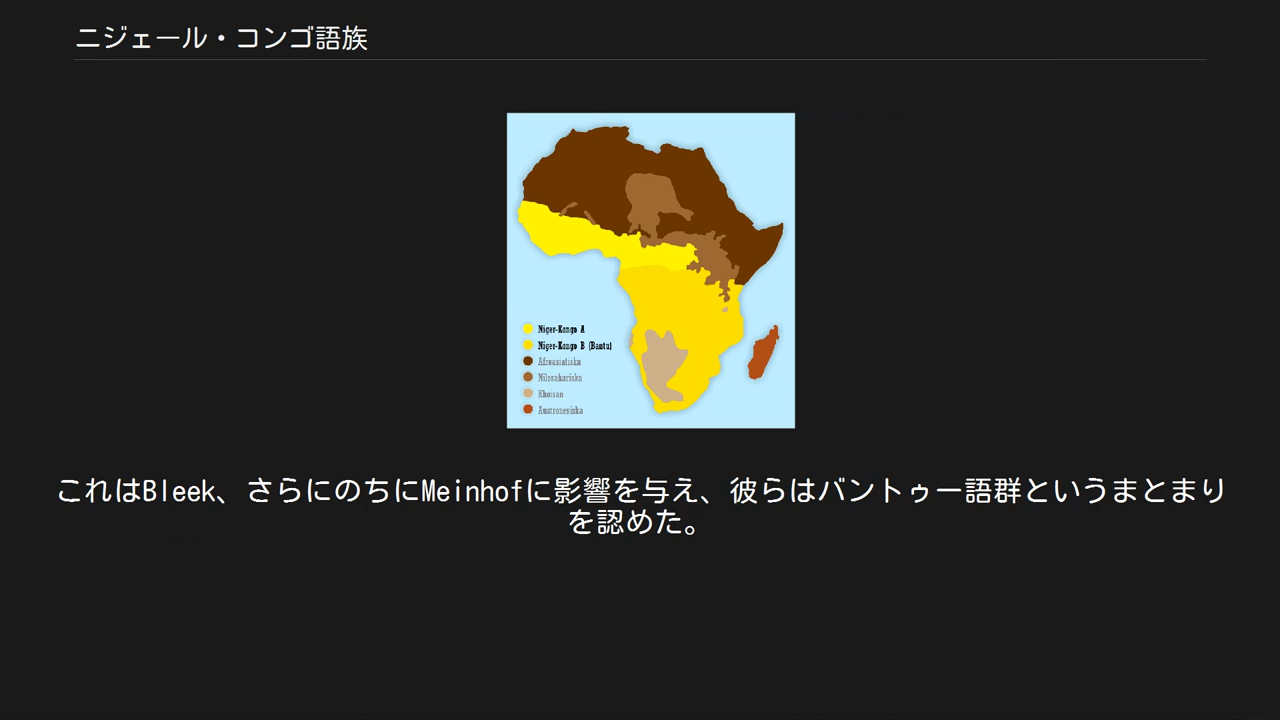 ニジェール・コンゴ語族
Niger-Kongo A
Niger-Kongo B (Bantu)
Afroasiatiska
Nilosahariska
Khoisan
Austronesiska
これはBleek、さらにのちにMeinhofに影響を与え、彼らはバントゥー語群というまとまり
を認めた。